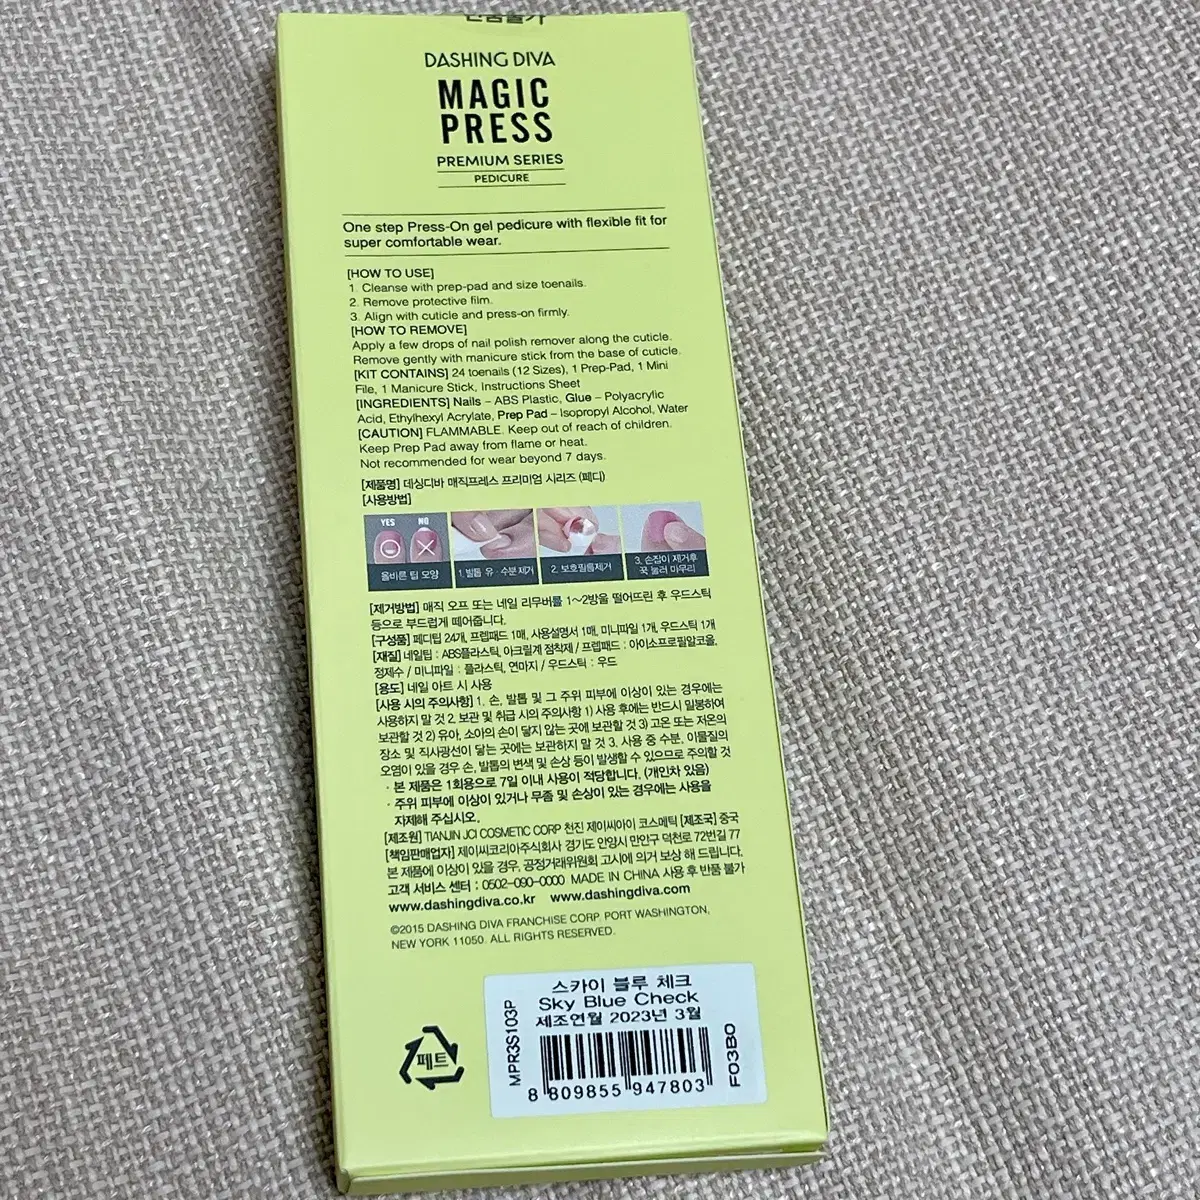 DASHING DIVA
MAGIC
PRESS
PREMIUM SERIES
PEDICURE
One step Press-On gel pedicure with flexible fit for
super comfortable wear.
[HOW TO USE]
1. Cleanse with prep-pad and size toenails.
2. Remove protective film.
3. Align with cuticle and press-on firmly.
[HOW TO REMOVE]
Apply a few drops of nail polish remover along the cuticle.
Remove gently with manicure stick from the base of cuticle.
[KIT CONTAINS] 24 toenails (12 Sizes), 1 Prep-Pad, 1 Mini
File, 1 Manicure Stick, Instructions Sheet
[INGREDIENTS] Nails – ABS Plastic, Glue – Polyacrylic
Acid, Ethylhexyl Acrylate, Prep Pad – Isopropyl Alcohol, Water
[CAUTION] FLAMMABLE. Keep out of reach of children.
Keep Prep Pad away from flame or heat.
Not recommended for wear beyond 7 days.
[제품명] 데싱디바 매직프레스 프리미엄 시리즈 (페디)
[사용방법]
YES NO
올바른 팁 모양
1. 발톱 유·수분 제거
2. 보호필름제거
3. 손잡이 제거후
꾹 눌러 마무리
[제거방법] 매직 오프 또는 네일 리무버를 1~2방울 떨어뜨린 후 우드스틱
등으로 부드럽게 떼어줍니다.
[구성품] 페디팁 24개, 프렙패드 1매, 사용설명서 1매, 미니파일 1개, 우드스틱 1개
[재질] 네일팁 : ABS플라스틱, 아크릴계 점착제 / 프렙패드 : 아이소프로필알코올,
정제수 / 미니파일 : 플라스틱, 연마지 / 우드스틱 : 우드
[용도] 네일 아트 시 사용
[사용 시의 주의사항] 1. 손, 발톱 및 그 주위 피부에 이상이 있는 경우에는
사용하지 말 것 2. 보관 및 취급 시의 주의사항 1) 사용 후에는 반드시 밀봉하여
보관할 것 2) 유아, 소아의 손이 닿지 않는 곳에 보관할 것 3) 고온 또는 저온의
장소 및 직사광선이 닿는 곳에는 보관하지 말 것 3. 사용 중 수분, 이물질의
오염이 있을 경우 손, 발톱의 변색 및 손상 등이 발생할 수 있으므로 주의할 것
· 본 제품은 1회용으로 7일 이내 사용이 적당합니다. (개인차 있음)
· 주위 피부에 이상이 있거나 무좀 및 손상이 있는 경우에는 사용을
자제해 주십시오.
[제조원] TIANJIN JCI COSMETIC CORP 천진 제이씨아이 코스메틱 [제조국] 중국
[책임판매업자] 제이씨코리아주식회사 경기도 안양시 만안구 덕천로 72번길 77
본 제품에 이상이 있을 경우, 공정거래위원회 고시에 의거 보상 해 드립니다.
고객 서비스 센터 : 0502-090-0000 MADE IN CHINA 사용 후 반품 불가
www.dashingdiva.co.kr www.dashingdiva.com
©2015 DASHING DIVA FRANCHISE CORP. PORT WASHINGTON,
NEW YORK 11050. ALL RIGHTS RESERVED.
페트
MPR3S103P
스카이 블루 체크
Sky Blue Check
제조연월 2023년 3월
8 809855 947803
F03B0